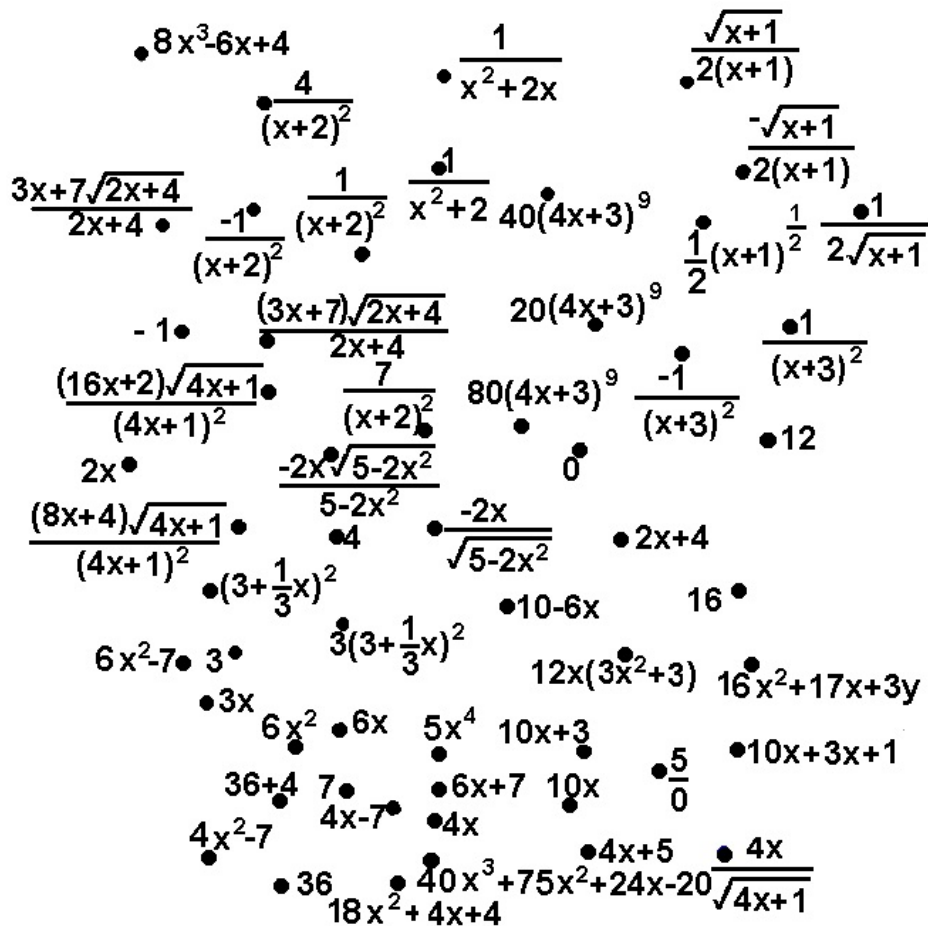 8x³-6x+4
1/(x²+2x)
√(x+1)/(2(x+1))
4/(x+2)²
-√(x+1)/(2(x+1))
(3x+7√(2x+4))/(2x+4)
-1/(x+2)²
1/(x+2)²
1/(x²+2)
40(4x+3)⁹
1/2(x+1)^(1/2)
1/(2√(x+1))
-1
(3x+7)√(2x+4)/(2x+4)
20(4x+3)⁹
1/(x+3)²
(16x+2)√(4x+1)/(4x+1)²
7/(x+2)²
80(4x+3)⁹
-1/(x+3)²
12
2x
-2x√(5-2x²)/(5-2x²)
0
(8x+4)√(4x+1)/(4x+1)²
4
-2x/√(5-2x²)
2x+4
(3+1/3x)²
10-6x
16
3(3+1/3x)²
6x²-7
3
12x(3x²+3)
16x²+17x+3y
3x
6x²
6x
5x⁴
10x+3
10x+3x+1
5/0
36+4
7
4x-7
6x+7
10x
4x
4x²-7
4x+5
4x/√(4x+1)
36
18x²+4x+4
40x³+75x²+24x-20